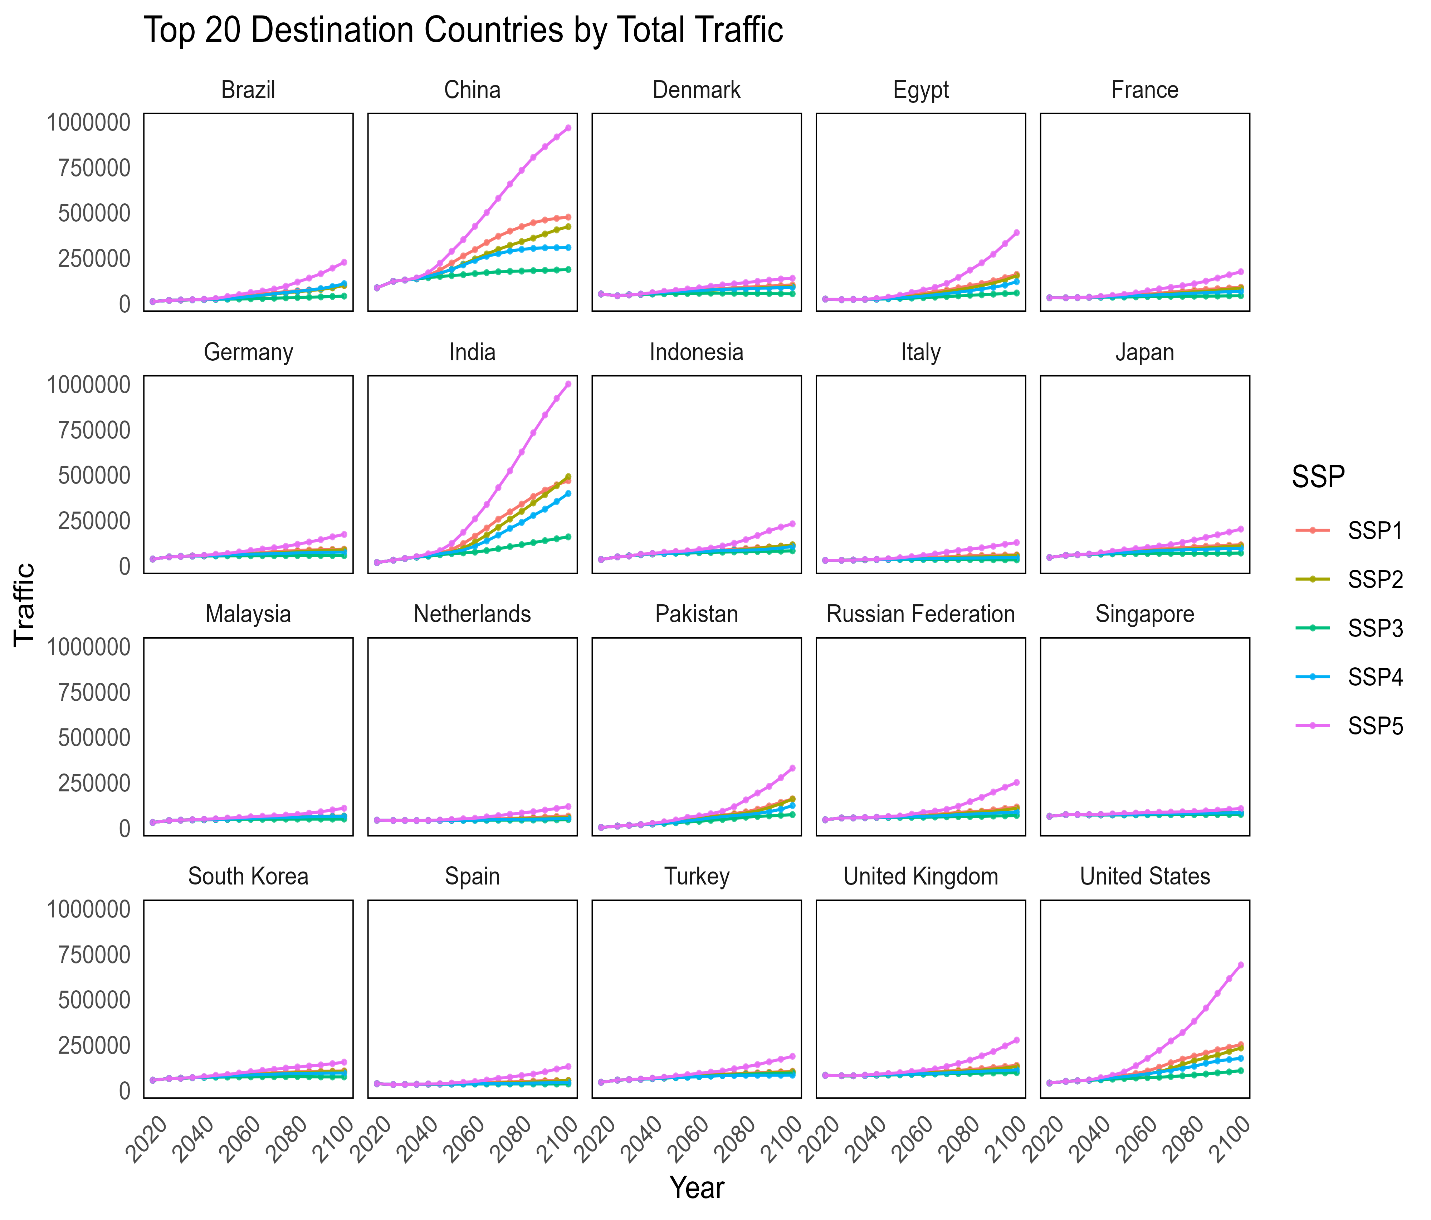 Top 20 Destination Countries by Total Traffic
Brazil
China
Denmark
Egypt
France
1000000
750000
500000
250000
0
Germany
India
Indonesia
Italy
Japan
1000000
750000
500000
250000
0
Malaysia
Netherlands
Pakistan
Russian Federation
Singapore
1000000
750000
500000
250000
0
South Korea
Spain
Turkey
United Kingdom
United States
1000000
750000
500000
250000
0
2020 2040 2060 2080 2100
2020 2040 2060 2080 2100
2020 2040 2060 2080 2100
2020 2040 2060 2080 2100
2020 2040 2060 2080 2100
Year
Traffic
SSP
SSP1
SSP2
SSP3
SSP4
SSP5